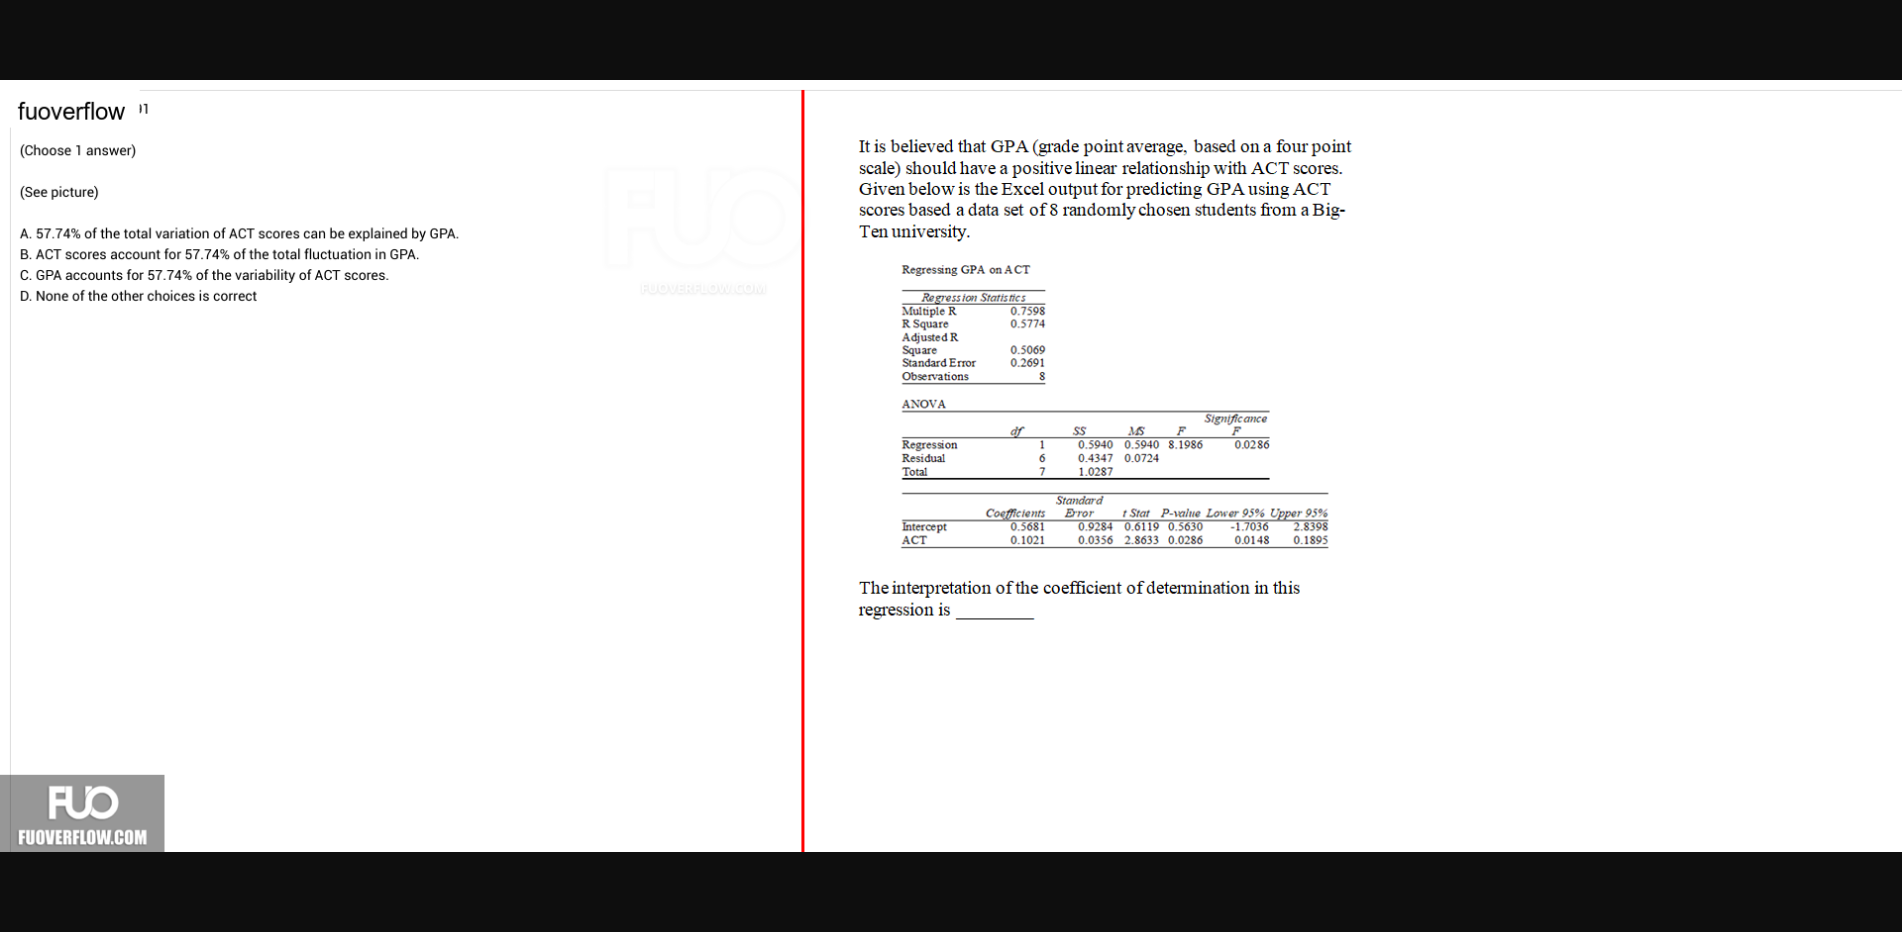 fuoverflow
(Choose 1 answer)
(See picture)
A. 57.74% of the total variation of ACT scores can be explained by GPA.
B. ACT scores account for 57.74% of the total fluctuation in GPA.
C. GPA accounts for 57.74% of the variability of ACT scores.
D. None of the other choices is correct
FUO
FUOVERFLOW.COM
FUO
FUOVERFLOW.COM
It is believed that GPA (grade point average, based on a four point
scale) should have a positive linear relationship with ACT scores.
Given below is the Excel output for predicting GPA using ACT
scores based a data set of 8 randomly chosen students from a Big-
Ten university.
Regressing GPA on ACT
Regression Statistics
Multiple R 0.7598
R Square 0.5774
Adjusted R
Square 0.5069
Standard Error 0.2691
Observations 8
ANOVA
Significance
df SS MS F F
Regression 1 0.5940 0.5940 8.1986 0.0286
Residual 6 0.4347 0.0724
Total 7 1.0287
Standard
Coefficients Error t Stat P-value Lower 95% Upper 95%
Intercept 0.5681 0.9284 0.6119 0.5630 -1.7036 2.8398
ACT 0.1021 0.0356 2.8633 0.0286 0.0148 0.1895
The interpretation of the coefficient of determination in this
regression is ________